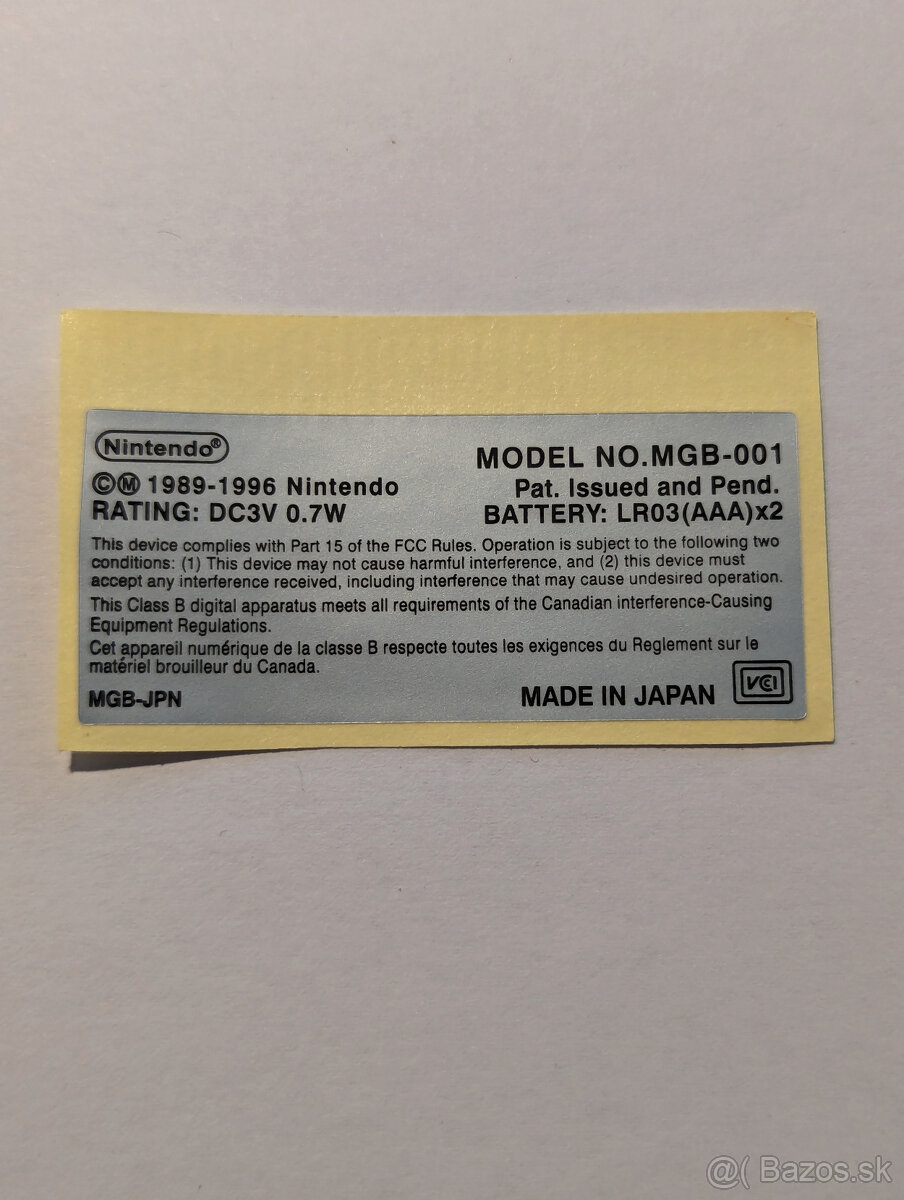 Nintendo®
MODEL NO.MGB-001
©Ⓜ 1989-1996 Nintendo
Pat. Issued and Pend.
RATING: DC3V 0.7W
BATTERY: LR03(AAA)x2
This device complies with Part 15 of the FCC Rules. Operation is subject to the following two
conditions: (1) This device may not cause harmful interference, and (2) this device must
accept any interference received, including interference that may cause undesired operation.
This Class B digital apparatus meets all requirements of the Canadian interference-Causing
Equipment Regulations.
Cet appareil numérique de la classe B respecte toutes les exigences du Reglement sur le
matériel brouilleur du Canada.
MGB-JPN
MADE IN JAPAN
VCI
@( Bazos.sk